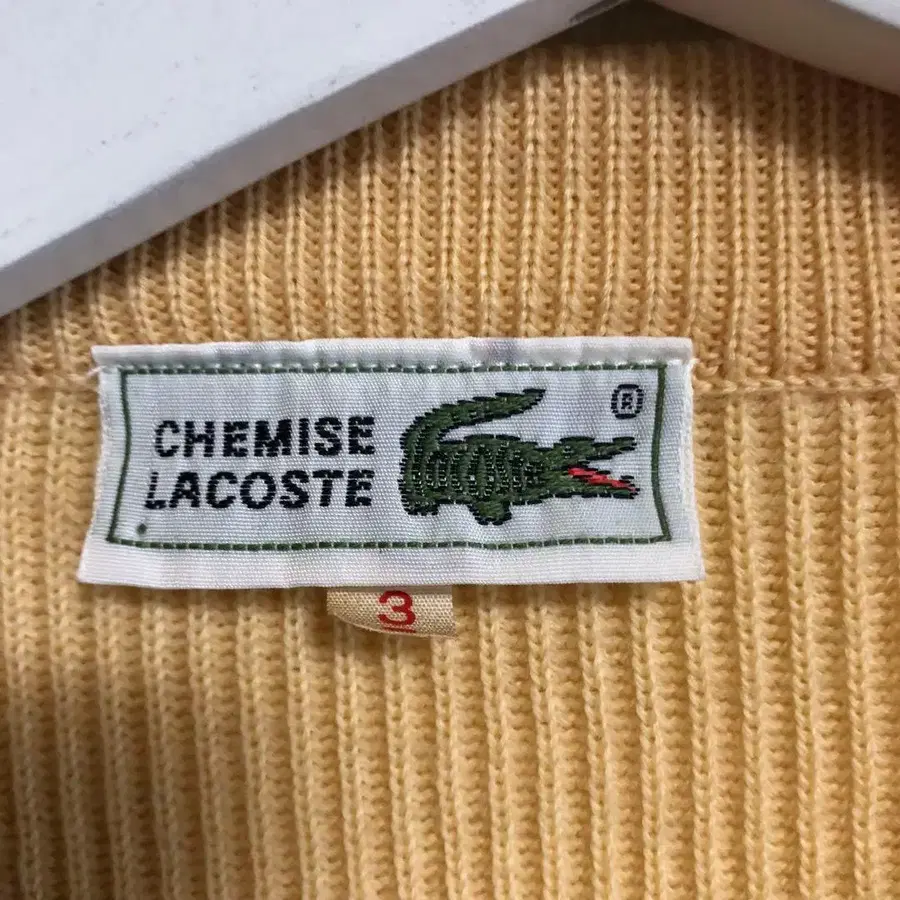 CHEMISE
LACOSTE
®
3